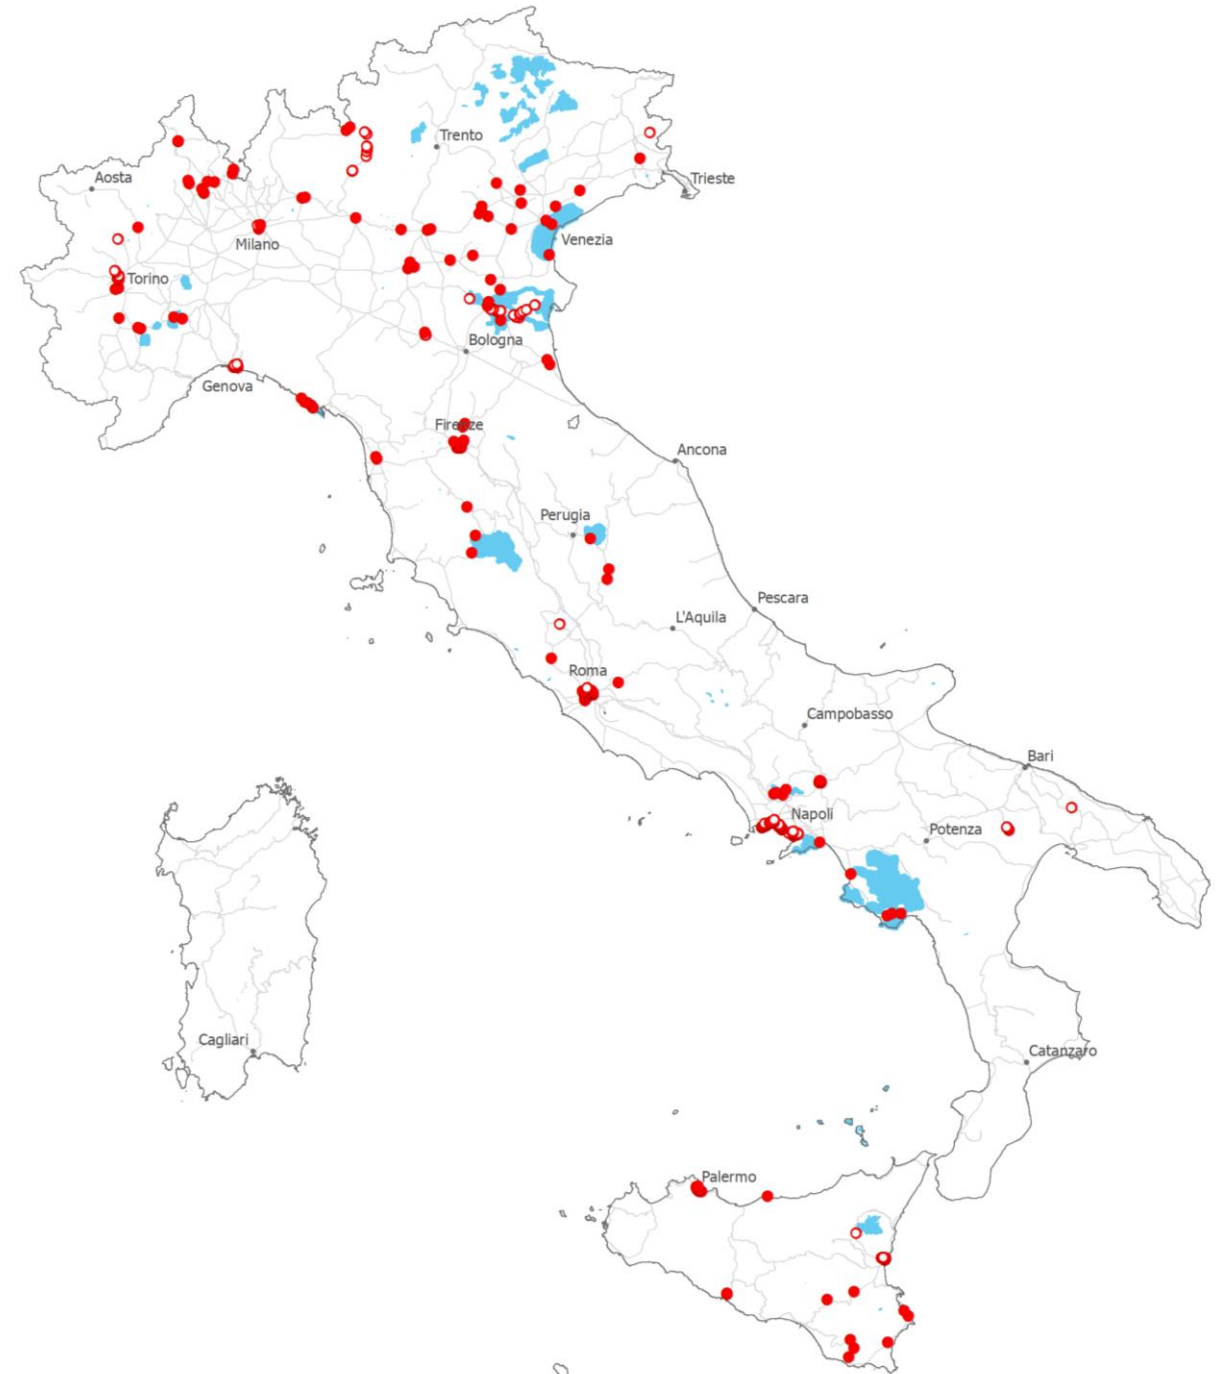 Trento
Aosta
Trieste
Venezia
Milano
Torino
Bologna
Genova
Firenze
Ancona
Perugia
Pescara
L'Aquila
Roma
Campobasso
Bari
Napoli
Potenza
Cagliari
Catanzaro
Palermo